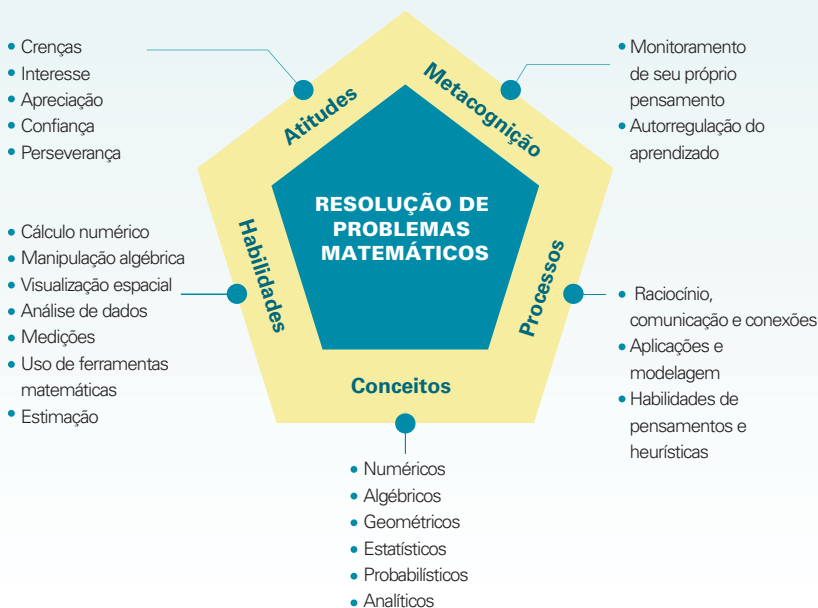 • Crenças
• Interesse
• Apreciação
• Confiança
• Perseverança
Atitudes
Metacognição
• Monitoramento
de seu próprio
pensamento
• Autorregulação do
aprendizado
RESOLUÇÃO DE
PROBLEMAS
MATEMÁTICOS
• Cálculo numérico
• Manipulação algébrica
• Visualização espacial
• Análise de dados
• Medições
• Uso de ferramentas
matemáticas
• Estimação
Habilidades
Processos
• Raciocínio,
comunicação e conexões
• Aplicações e
modelagem
• Habilidades de
pensamentos e
heurísticas
Conceitos
• Numéricos
• Algébricos
• Geométricos
• Estatísticos
• Probabilísticos
• Analíticos